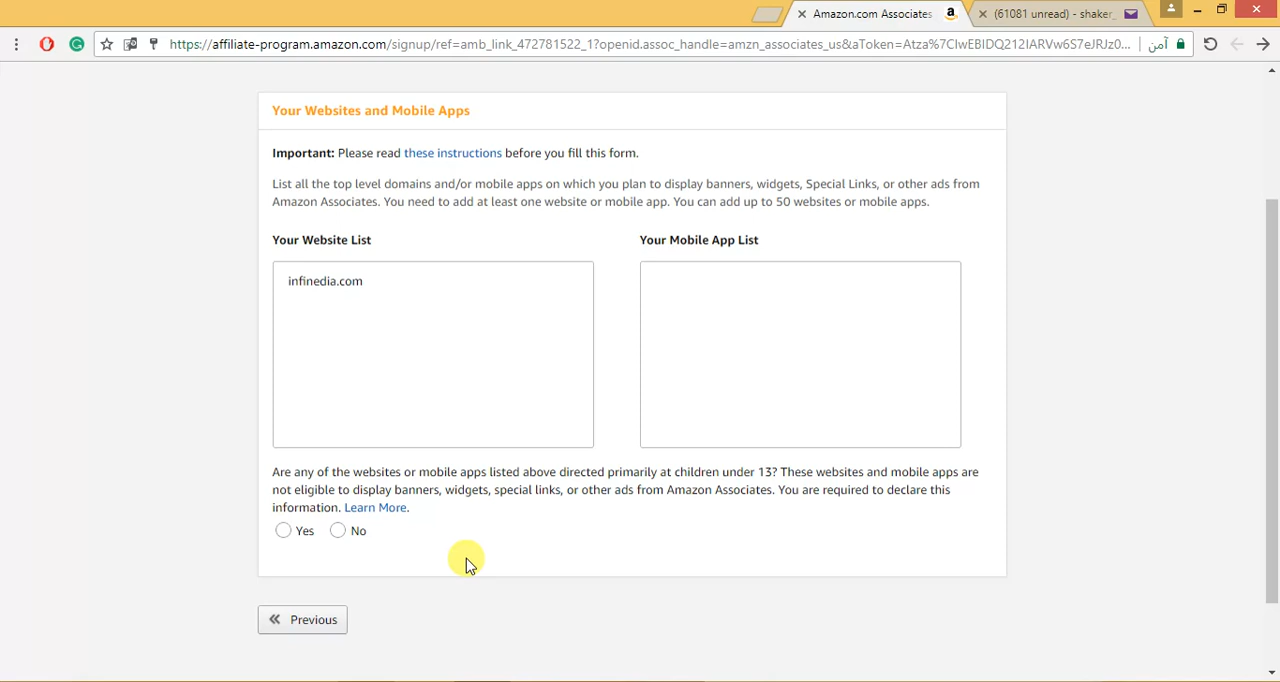 Amazon.com Associates
(61081 unread) - shaker_
https://affiliate-program.amazon.com/signup/ref=amb_link_472781522_1?openid.assoc_handle=amzn_associates_us&aToken=Atza%7CIwEBIDQ212IARVw6S7eJRJz0... آمن
Your Websites and Mobile Apps
Important: Please read these instructions before you fill this form.
List all the top level domains and/or mobile apps on which you plan to display banners, widgets, Special Links, or other ads from
Amazon Associates. You need to add at least one website or mobile app. You can add up to 50 websites or mobile apps.
Your Website List
Your Mobile App List
infinedia.com
Are any of the websites or mobile apps listed above directed primarily at children under 13? These websites and mobile apps are
not eligible to display banners, widgets, special links, or other ads from Amazon Associates. You are required to declare this
information. Learn More.
Yes No
« Previous